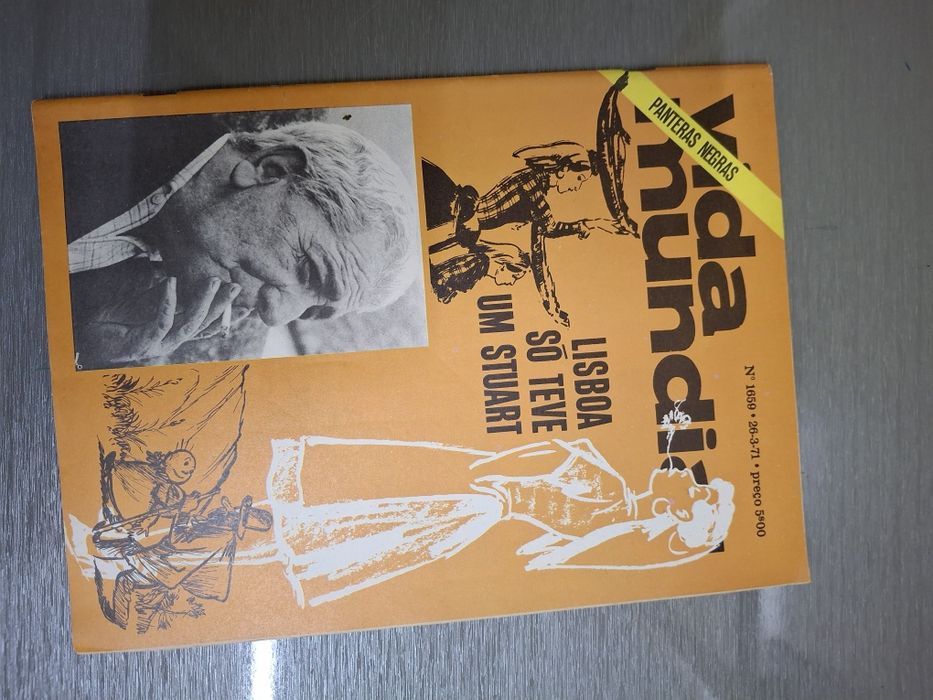 PANTERAS NEGRAS
vida
mundial
Nº 1659 • 26-3-71 • preço 5$00
LISBOA
SÓ TEVE
UM STUART